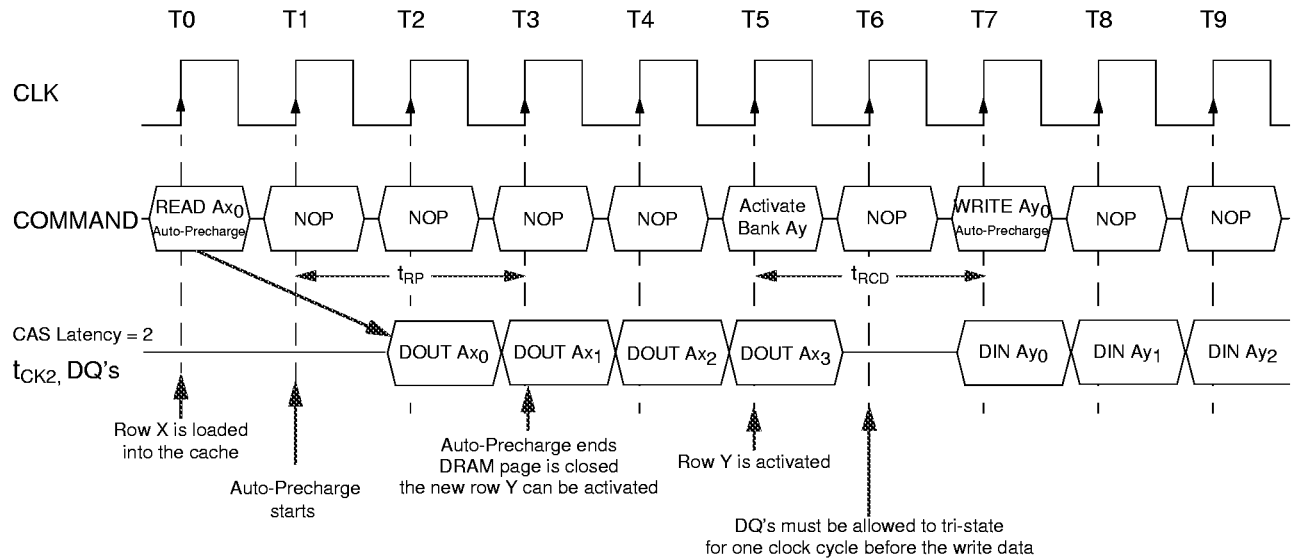 T0 T1 T2 T3 T4 T5 T6 T7 T8 T9
CLK
COMMAND
READ Ax0
Auto-Precharge
NOP
NOP
NOP
NOP
Activate
Bank Ay
NOP
WRITE Ay0
Auto-Precharge
NOP
NOP
tRP
tRCD
CAS Latency = 2
tCK2, DQ's
DOUT Ax0
DOUT Ax1
DOUT Ax2
DOUT Ax3
DIN Ay0
DIN Ay1
DIN Ay2
Row X is loaded
into the cache
Auto-Precharge
starts
Auto-Precharge ends
DRAM page is closed
the new row Y can be activated
Row Y is activated
DQ's must be allowed to tri-state
for one clock cycle before the write data